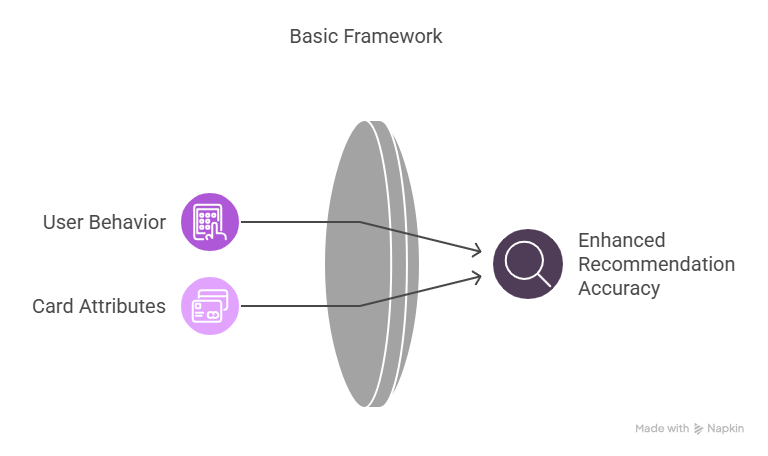 Basic Framework
User Behavior
Card Attributes
Enhanced
Recommendation
Accuracy
Made with Napkin